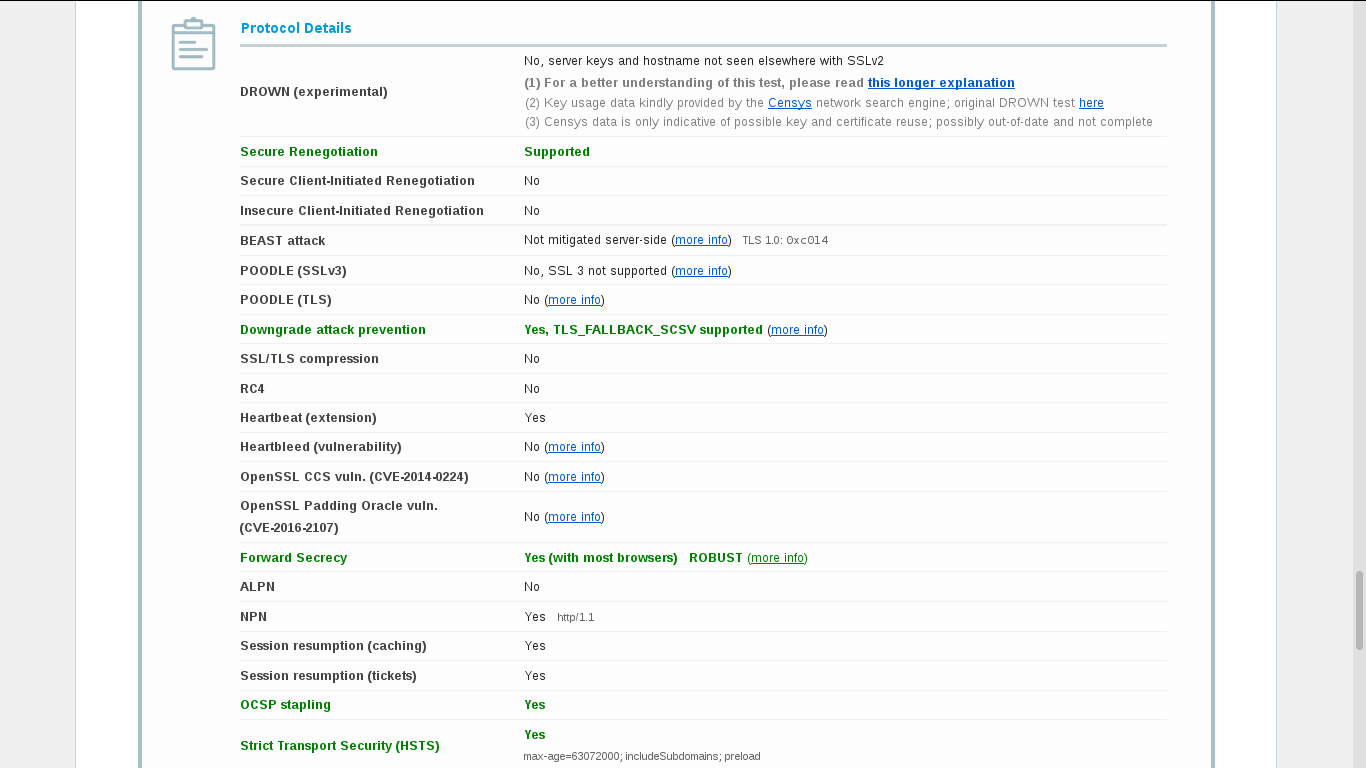 Protocol Details
DROWN (experimental)
No, server keys and hostname not seen elsewhere with SSLv2
(1) For a better understanding of this test, please read this longer explanation
(2) Key usage data kindly provided by the Censys network search engine; original DROWN test here
(3) Censys data is only indicative of possible key and certificate reuse; possibly out-of-date and not complete
Secure Renegotiation Supported
Secure Client-Initiated Renegotiation No
Insecure Client-Initiated Renegotiation No
BEAST attack Not mitigated server-side (more info) TLS 1.0: 0xc014
POODLE (SSLv3) No, SSL 3 not supported (more info)
POODLE (TLS) No (more info)
Downgrade attack prevention Yes, TLS_FALLBACK_SCSV supported (more info)
SSL/TLS compression No
RC4 No
Heartbeat (extension) Yes
Heartbleed (vulnerability) No (more info)
OpenSSL CCS vuln. (CVE-2014-0224) No (more info)
OpenSSL Padding Oracle vuln.
(CVE-2016-2107) No (more info)
Forward Secrecy Yes (with most browsers) ROBUST (more info)
ALPN No
NPN Yes http/1.1
Session resumption (caching) Yes
Session resumption (tickets) Yes
OCSP stapling Yes
Strict Transport Security (HSTS) Yes
max-age=63072000; includeSubdomains; preload